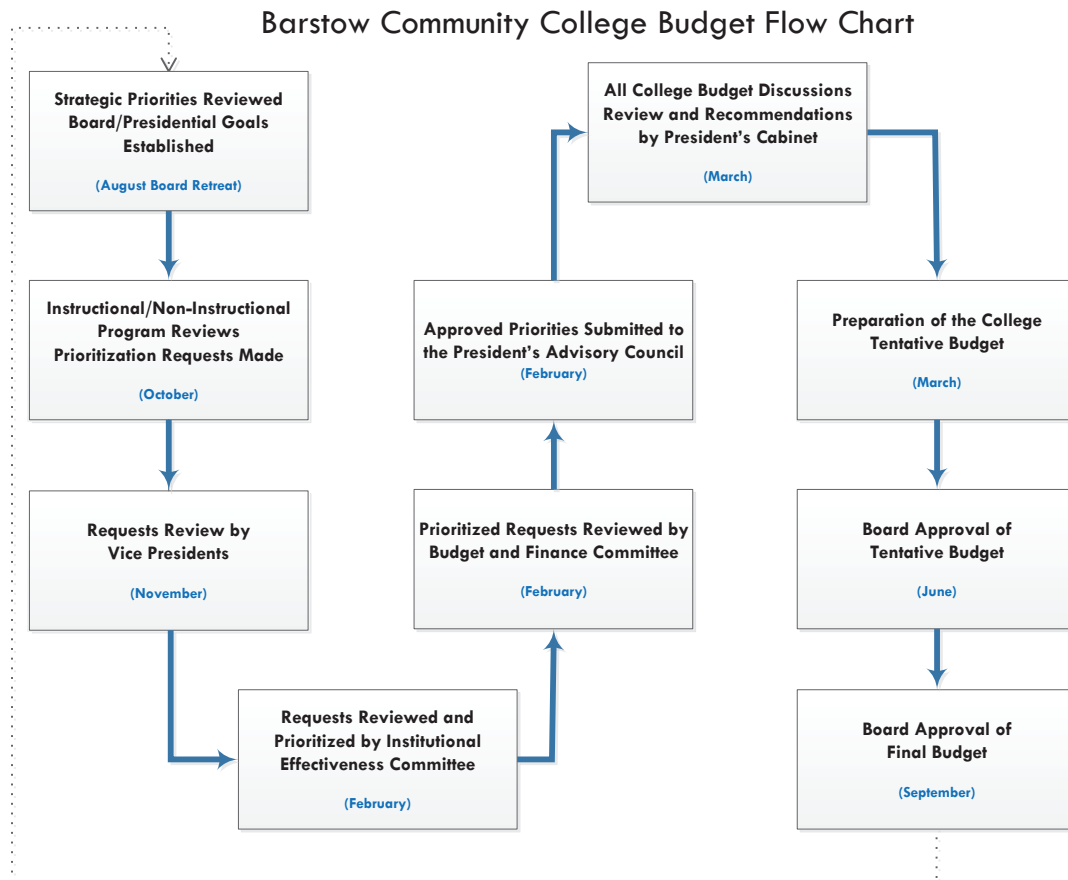 Barstow Community College Budget Flow Chart
Strategic Priorities Reviewed
Board/Presidential Goals
Established
(August Board Retreat)
Instructional/Non-Instructional
Program Reviews
Prioritization Requests Made
(October)
Requests Review by
Vice Presidents
(November)
Requests Reviewed and
Prioritized by Institutional
Effectiveness Committee
(February)
Prioritized Requests Reviewed by
Budget and Finance Committee
(February)
Approved Priorities Submitted to
the President's Advisory Council
(February)
All College Budget Discussions
Review and Recommendations
by President's Cabinet
(March)
Preparation of the College
Tentative Budget
(March)
Board Approval of
Tentative Budget
(June)
Board Approval of
Final Budget
(September)